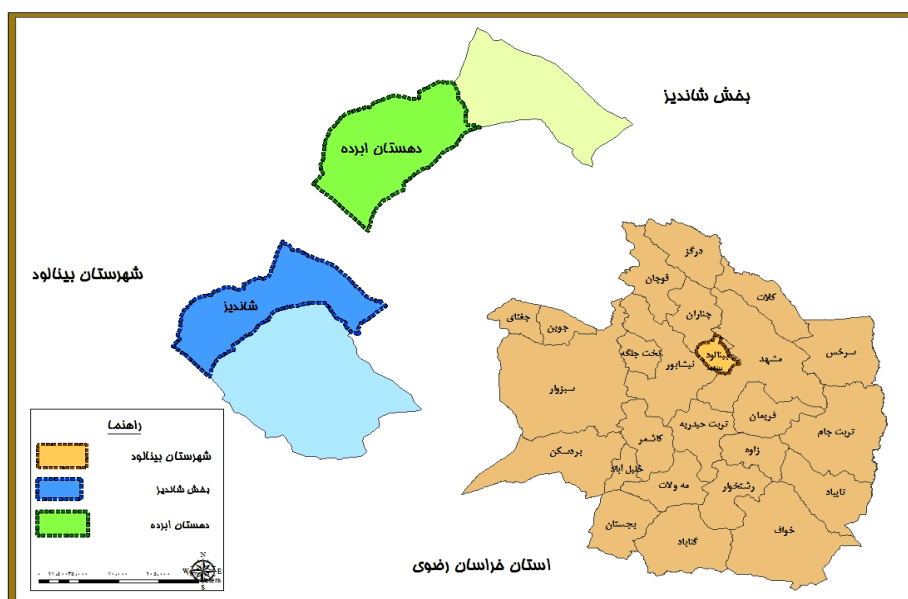 بخش شاندیز
دهستان ابرده
شهرستان بینالود
شاندیز
درگز
قوچان
کلات
چناران
جغتای
جوین
تخت جلگه
نیشابور
بینالود
مشهد
سرخس
سبزوار
فریمان
تربت حیدریه
تربت جام
کاشمر
بردسکن
خلیل آباد
زاوه
مه ولات
رشتخوار
تایباد
بجستان
خواف
گناباد
استان خراسان رضوی
راهنما
شهرستان بینالود
بخش شاندیز
دهستان ابرده
N
W E
S